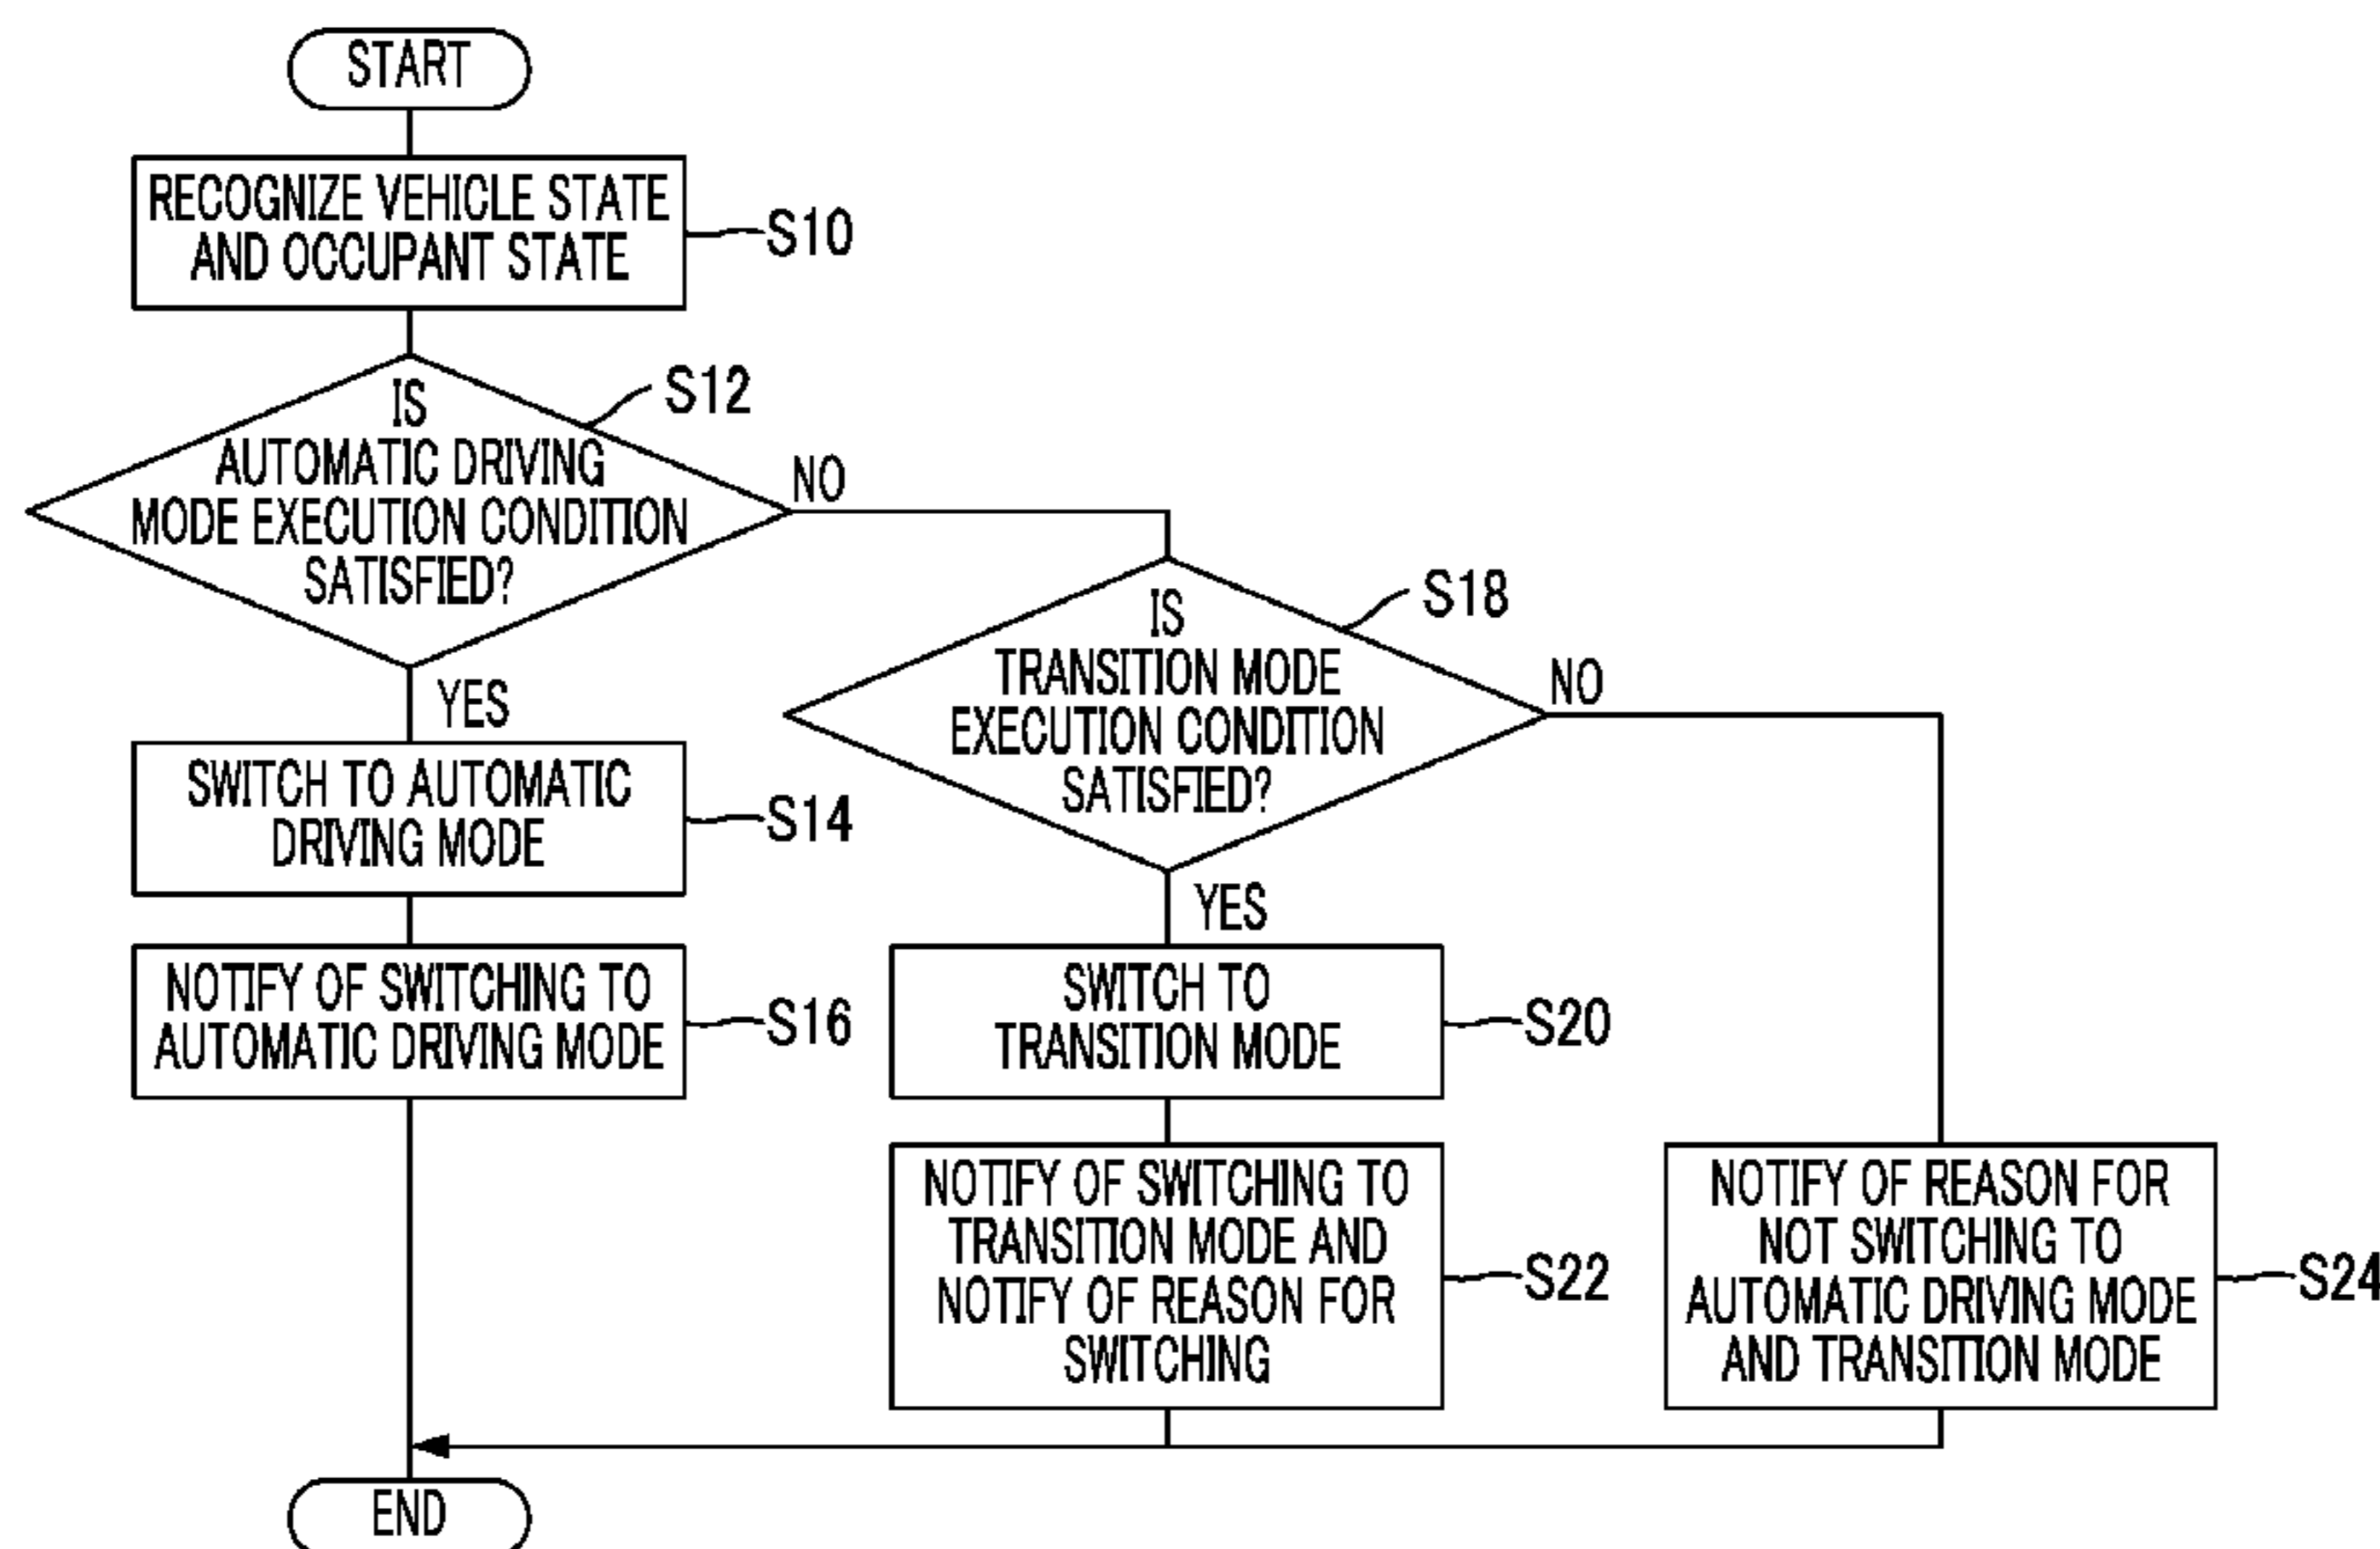 START
RECOGNIZE VEHICLE STATE
AND OCCUPANT STATE
S10
IS
AUTOMATIC DRIVING
MODE EXECUTION CONDITION
SATISFIED?
S12
NO
YES
SWITCH TO AUTOMATIC
DRIVING MODE
S14
NOTIFY OF SWITCHING TO
AUTOMATIC DRIVING MODE
S16
IS
TRANSITION MODE
EXECUTION CONDITION
SATISFIED?
S18
NO
YES
SWITCH TO
TRANSITION MODE
S20
NOTIFY OF SWITCHING TO
TRANSITION MODE AND
NOTIFY OF REASON FOR
SWITCHING
S22
NOTIFY OF REASON FOR
NOT SWITCHING TO
AUTOMATIC DRIVING MODE
AND TRANSITION MODE
S24
END